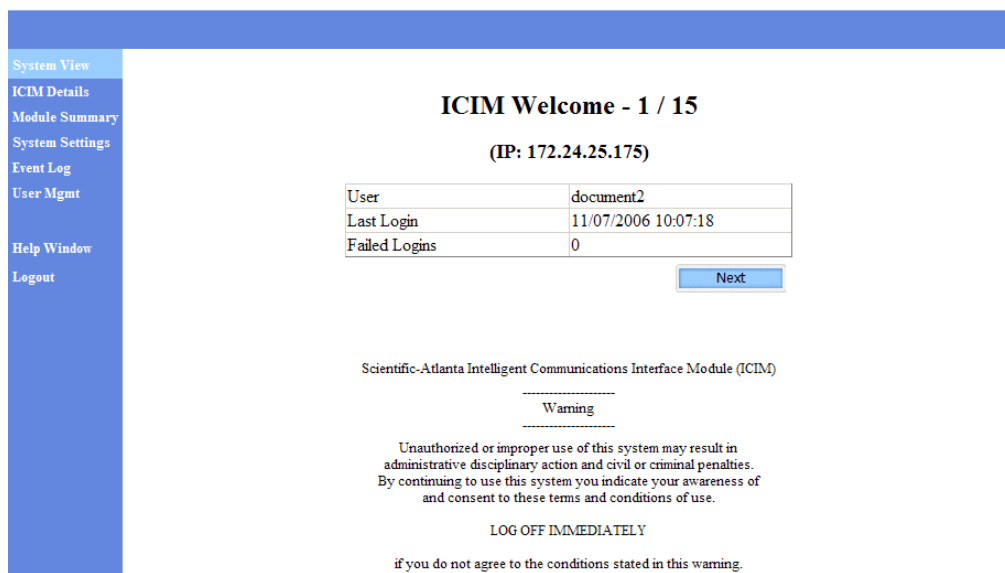 System View
ICIM Details
Module Summary
System Settings
Event Log
User Mgmt
Help Window
Logout
ICIM Welcome - 1 / 15
(IP: 172.24.25.175)
User document2
Last Login 11/07/2006 10:07:18
Failed Logins 0
Next
Scientific-Atlanta Intelligent Communications Interface Module (ICIM)
---------------------
Warning
---------------------
Unauthorized or improper use of this system may result in
administrative disciplinary action and civil or criminal penalties.
By continuing to use this system you indicate your awareness of
and consent to these terms and conditions of use.
LOG OFF IMMEDIATELY
if you do not agree to the conditions stated in this warning.